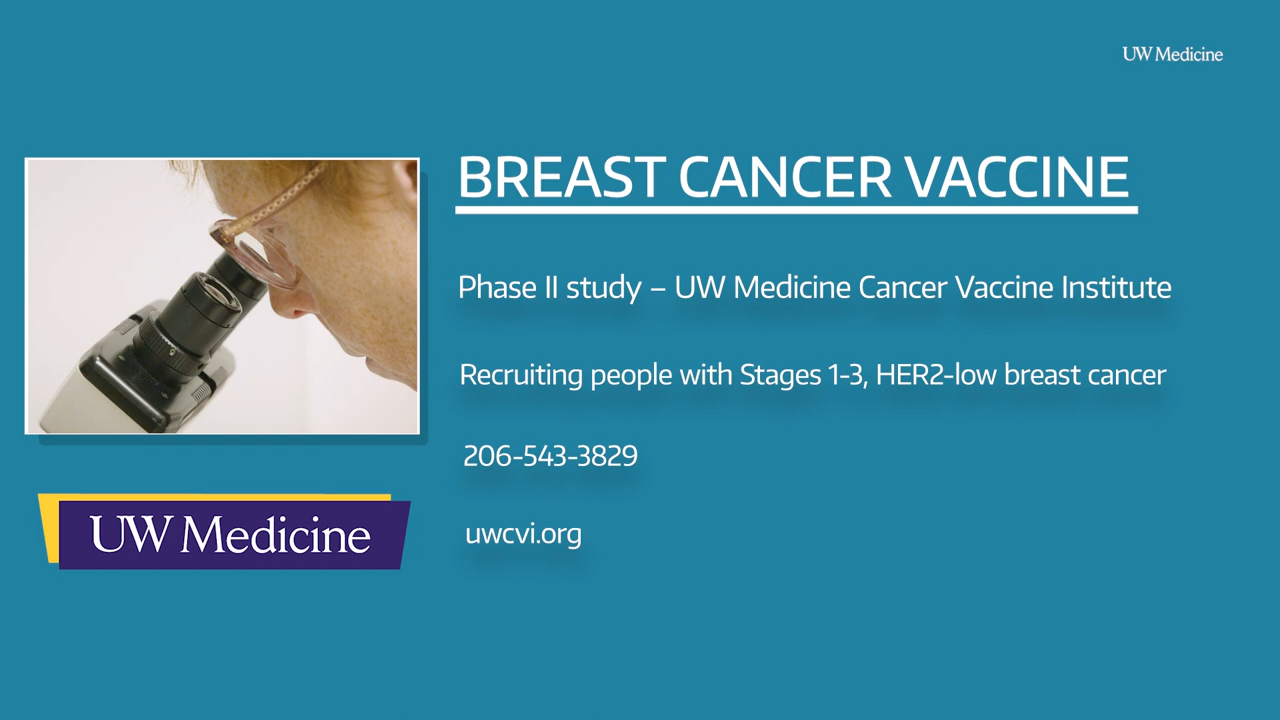 UW Medicine
BREAST CANCER VACCINE
Phase II study – UW Medicine Cancer Vaccine Institute
Recruiting people with Stages 1-3, HER2-low breast cancer
206-543-3829
uwcvi.org
UW Medicine